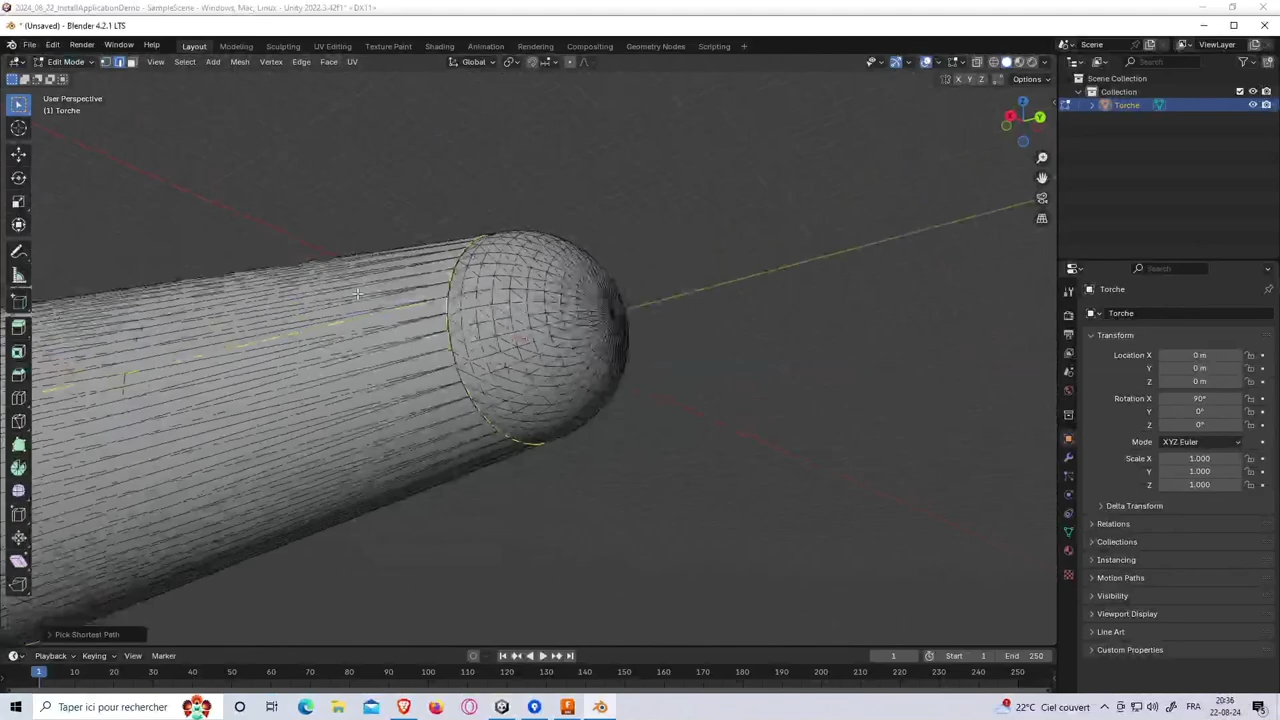 2024_08_22_InstallApplicationDemo - SampleScene - Windows, Mac, Linux - Unity 2022.3.42f1* <DX11>
* (Unsaved) - Blender 4.2.1 LTS
File Edit Render Window Help Layout Modeling Sculpting UV Editing Texture Paint Shading Animation Rendering Compositing Geometry Nodes Scripting + Scene ViewLayer
Edit Mode View Select Add Mesh Vertex Edge Face UV Global Search
X Y Z Options
Scene Collection
Collection
Torche
User Perspective
(1) Torche
X Y Z
Search
Torche
Torche
Transform
Location X 0 m
Y 0 m
Z 0 m
Rotation X 90°
Y 0°
Z 0°
Mode XYZ Euler
Scale X 1.000
Y 1.000
Z 1.000
Delta Transform
Relations
Collections
Instancing
Motion Paths
Visibility
Viewport Display
Line Art
Custom Properties
Pick Shortest Path
Playback Keying View Marker 1 Start 1 End 250
1 10 20 30 40 50 60 70 80 90 100 110 120 130 140 150 160 170 180 190 200 210 220 230 240 250
Taper ici pour rechercher 22°C Ciel couvert 20:36
22-08-24